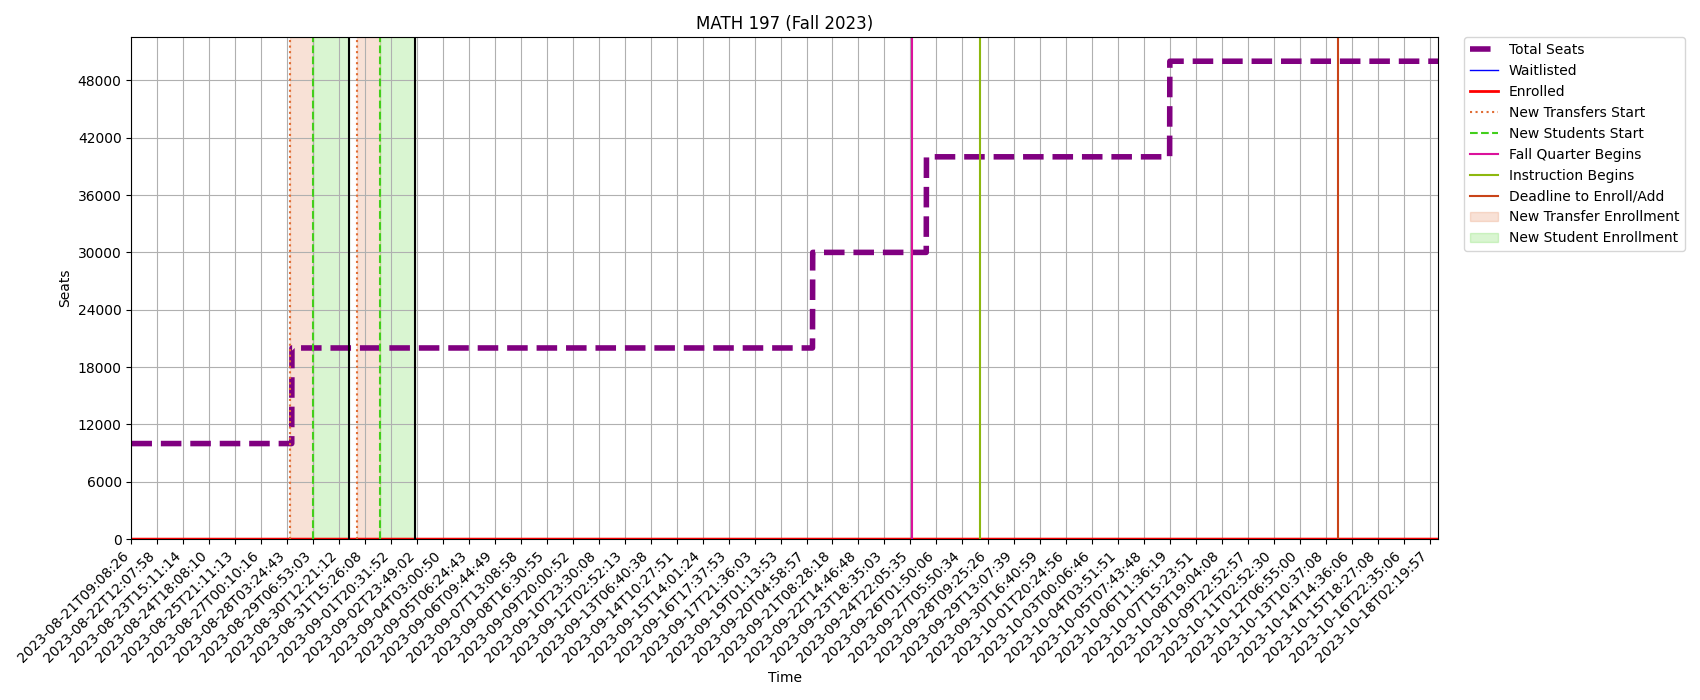 MATH 197 (Fall 2023)
Total Seats
Waitlisted
Enrolled
New Transfers Start
New Students Start
Fall Quarter Begins
Instruction Begins
Deadline to Enroll/Add
New Transfer Enrollment
New Student Enrollment
Seats
48000
42000
36000
30000
24000
18000
12000
6000
0
2023-08-21T09:08:26
2023-08-22T12:07:58
2023-08-23T15:11:14
2023-08-24T18:08:10
2023-08-25T21:11:13
2023-08-27T00:10:16
2023-08-28T03:24:43
2023-08-29T06:53:03
2023-08-30T12:21:12
2023-08-31T15:26:08
2023-09-01T20:31:52
2023-09-02T23:49:02
2023-09-04T03:00:50
2023-09-05T06:24:43
2023-09-06T09:44:49
2023-09-07T13:08:58
2023-09-08T16:30:55
2023-09-09T20:00:52
2023-09-10T23:30:08
2023-09-12T02:52:13
2023-09-13T06:40:38
2023-09-14T10:27:51
2023-09-15T14:01:24
2023-09-16T17:37:53
2023-09-17T21:36:03
2023-09-19T01:13:53
2023-09-20T04:58:57
2023-09-21T08:28:18
2023-09-22T14:46:48
2023-09-23T18:35:03
2023-09-24T22:05:35
2023-09-26T01:50:06
2023-09-27T05:50:34
2023-09-28T09:25:26
2023-09-29T13:07:39
2023-09-30T16:40:59
2023-10-01T20:24:56
2023-10-03T00:06:46
2023-10-04T03:51:51
2023-10-05T07:43:48
2023-10-06T11:36:19
2023-10-07T15:23:51
2023-10-08T19:04:08
2023-10-09T22:52:57
2023-10-11T02:52:30
2023-10-12T06:55:00
2023-10-13T10:37:08
2023-10-14T14:36:06
2023-10-15T18:27:08
2023-10-16T22:35:06
2023-10-18T02:19:57
Time